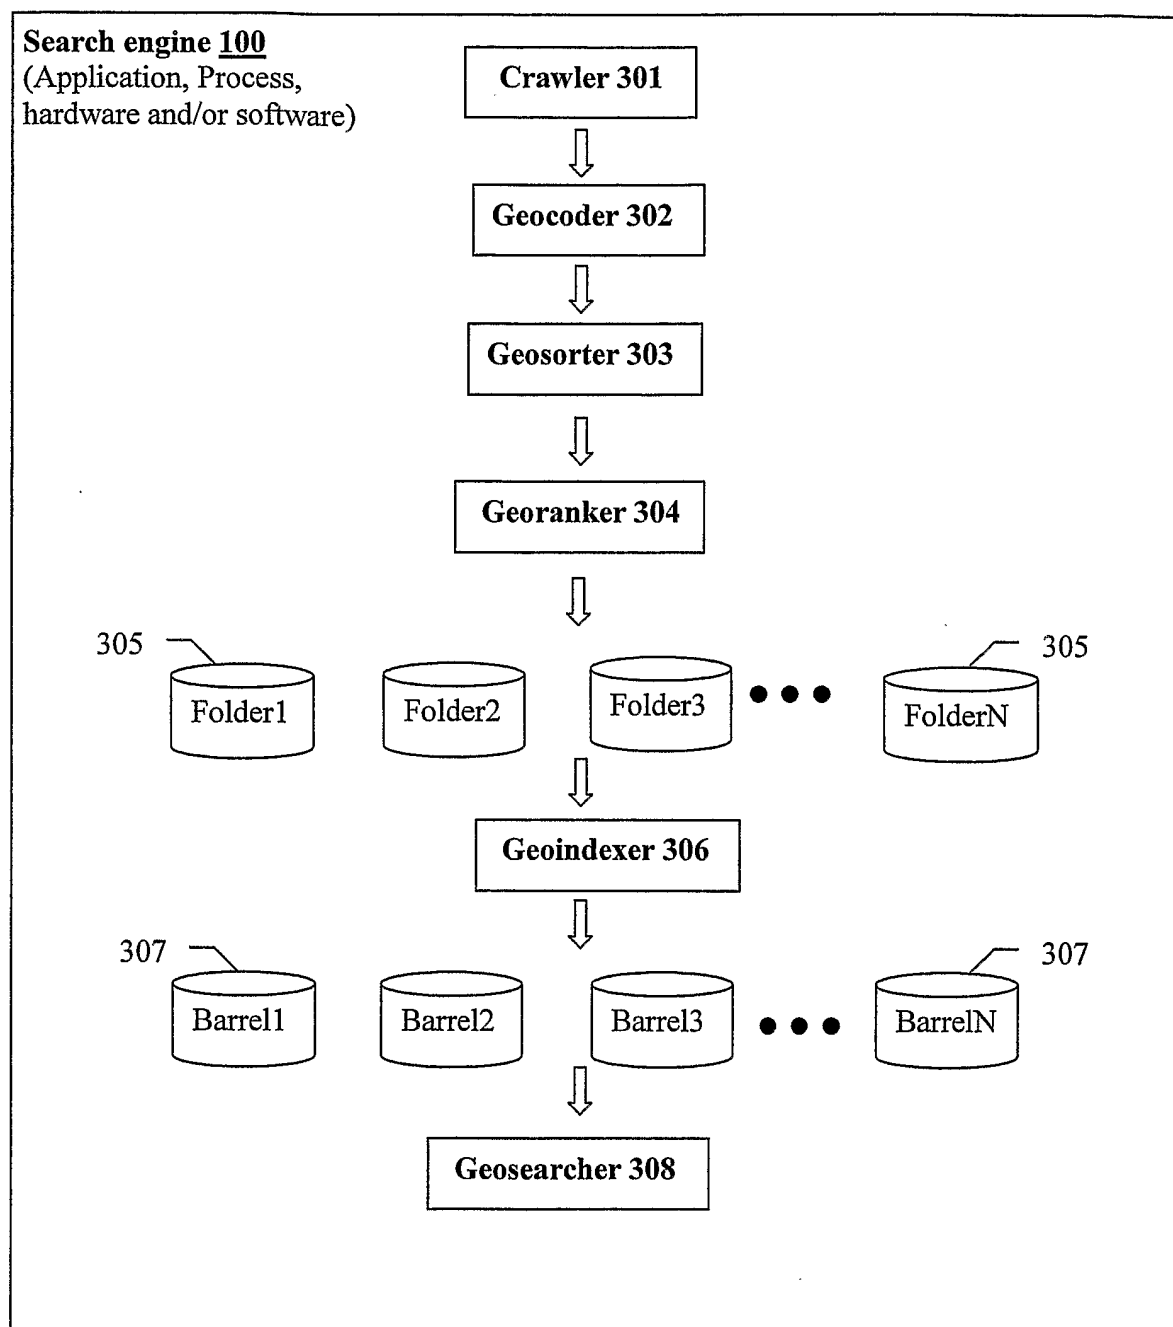 Search engine 100
(Application, Process,
hardware and/or software)
Crawler 301
Geocoder 302
Geosorter 303
Georanker 304
305
305
Folder1
Folder2
Folder3
FolderN
Geoindexer 306
307
307
Barrel1
Barrel2
Barrel3
BarrelN
Geosearcher 308